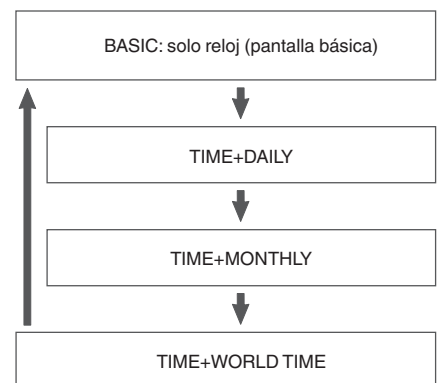 BASIC: solo reloj (pantalla básica)
TIME+DAILY
TIME+MONTHLY
TIME+WORLD TIME